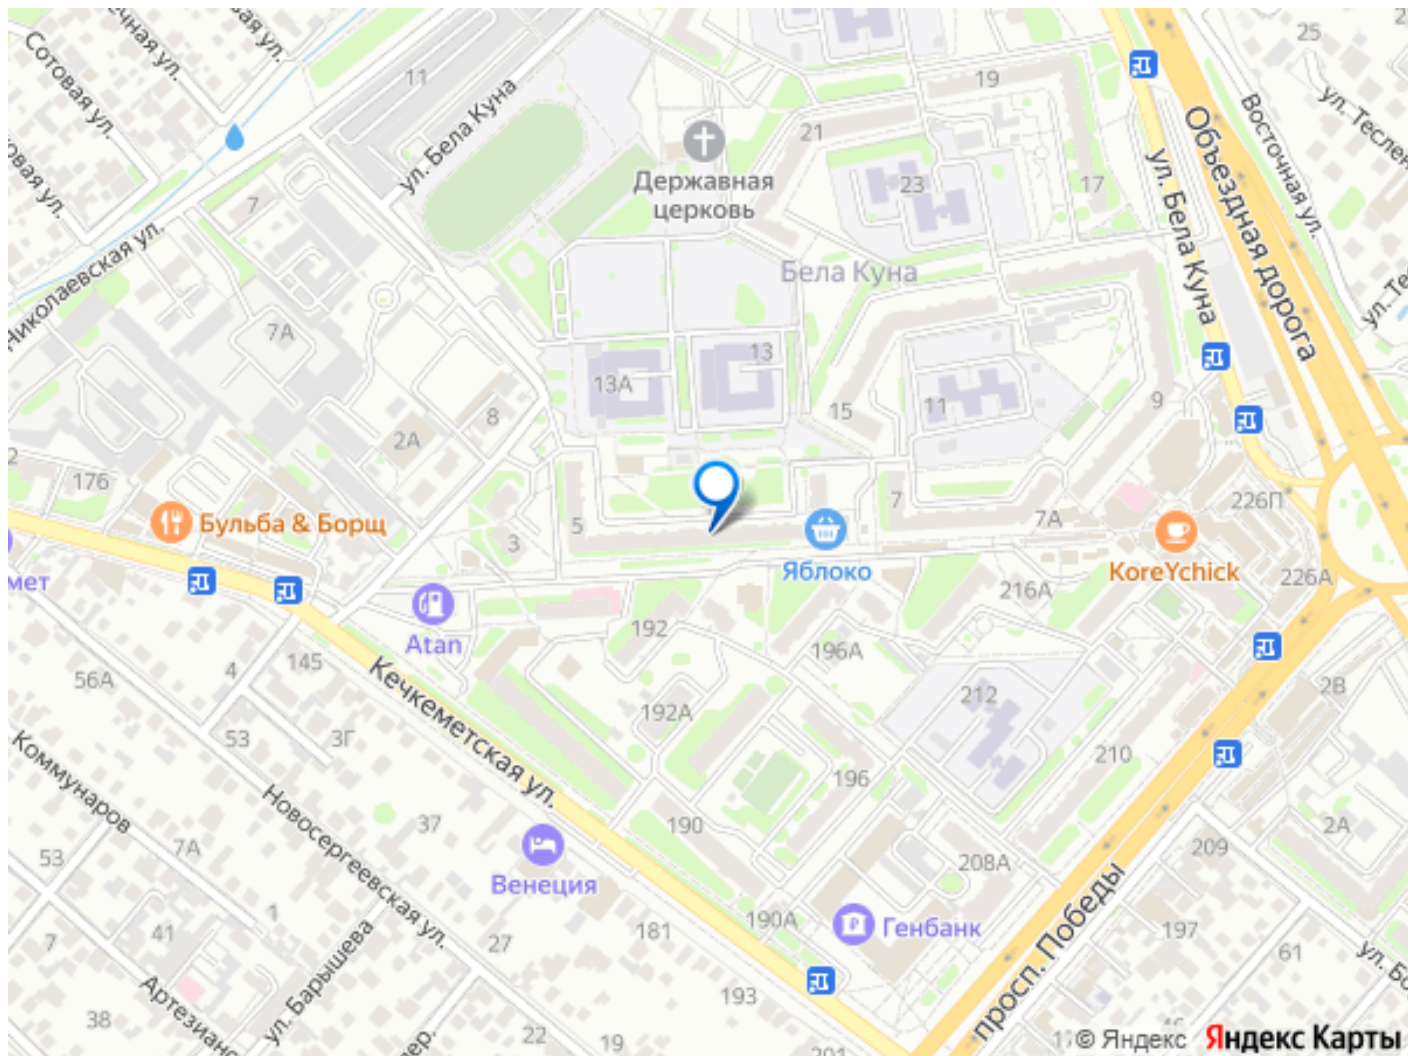 Сотовая ул.
11
ул. Бела Куна
19
25
21
Державная
церковь
23
17
ул. Бела Куна
Объездная дорога
Восточная ул.
7
Николаевская ул.
Бела Куна
7А
13
13А
15
11
9
8
2А
176
Бульба & Борщ
5
3
7
7А
226П
Яблоко
KoreYchick
226А
216А
Atan
192
196А
212
2В
145
4
56А
53
3Г
192А
Кечкеметская ул.
196
210
Коммунаров
Новосергеевская ул.
37
190
2А
7А
53
Венеция
208А
209
1
190А
Генбанк
просп. Победы
41
7
ул. Барышева
27
181
197
61
193
38
22
19
© Яндекс Яндекс Карты